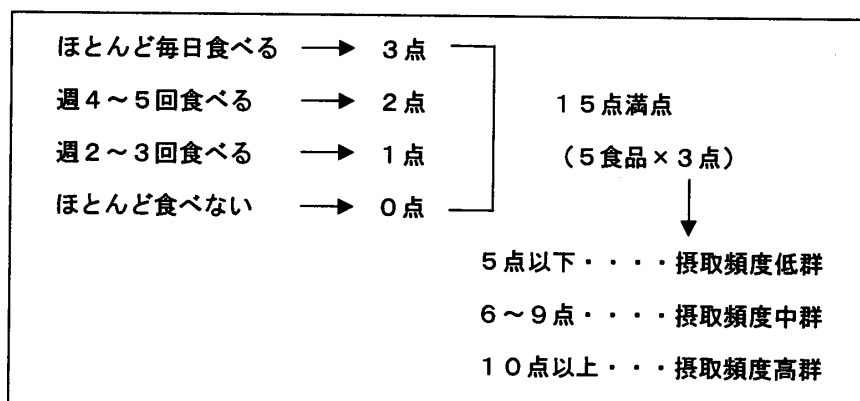 ほとんど毎日食べる ―→ 3点
週4~5回食べる ―→ 2点 15点満点
週2~3回食べる ―→ 1点 (5食品×3点)
ほとんど食べない ―→ 0点
5点以下・・・・摂取頻度低群
6~9点・・・・摂取頻度中群
10点以上・・・摂取頻度高群